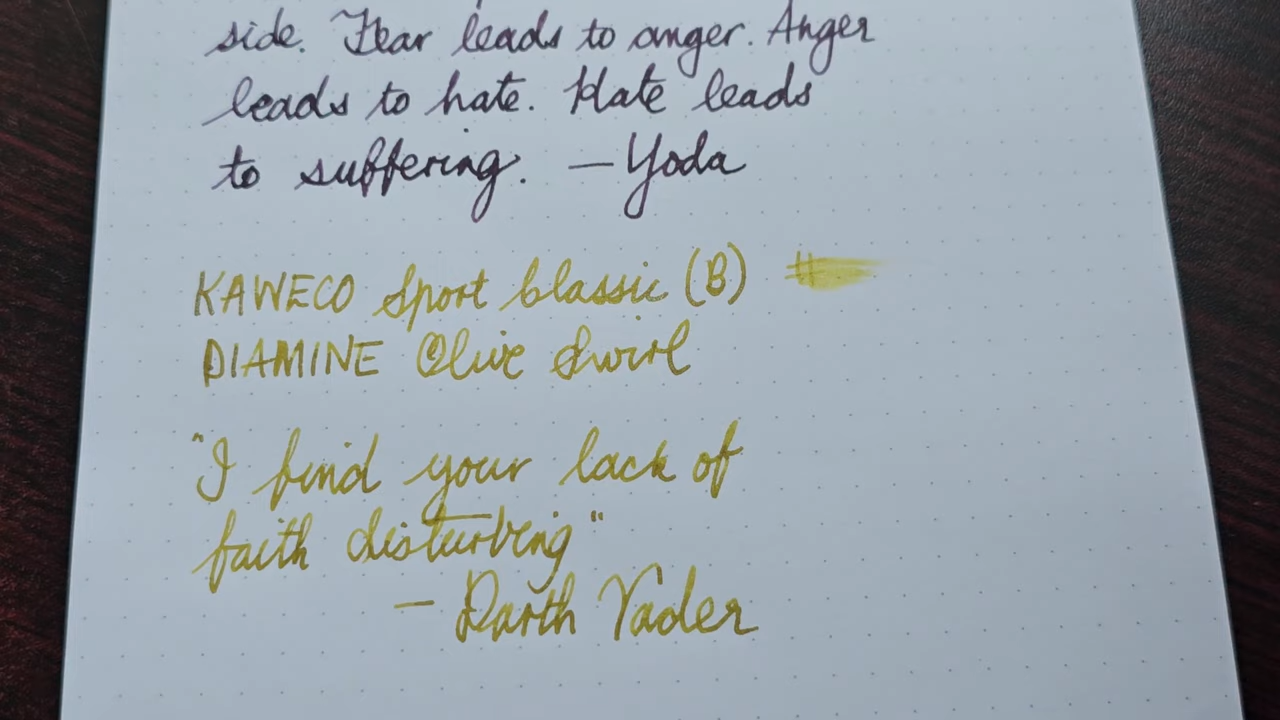 side. Fear leads to anger. Anger
leads to hate. Hate leads
to suffering. — Yoda
KAWECO Sport Classic (B) #
DIAMINE Olive Swirl
"I find your lack of
faith disturbing"
— Darth Vader